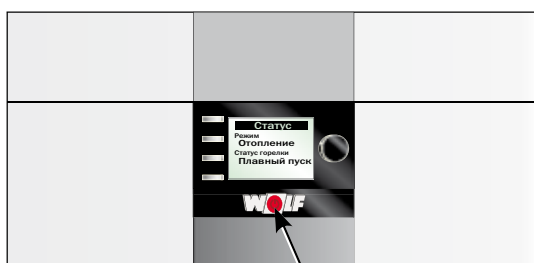 Статус
Режим
Отопление
Статус горелки
Плавный пуск
WOLF